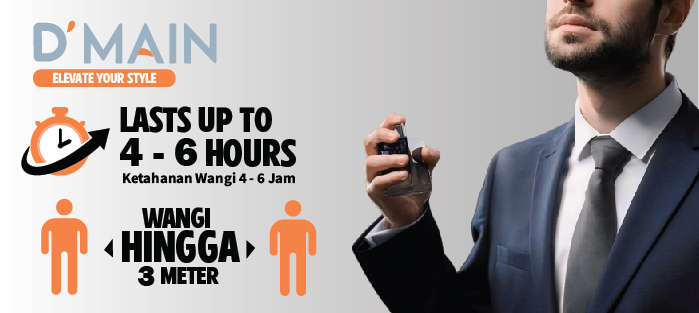 D'MAIN
ELEVATE YOUR STYLE
LASTS UP TO
4 - 6 HOURS
Ketahanan Wangi 4 - 6 Jam
WANGI
HINGGA
3 METER